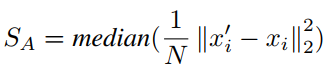 S_A = median(\frac{1}{N} \|x'_i - x_i\|_2^2)